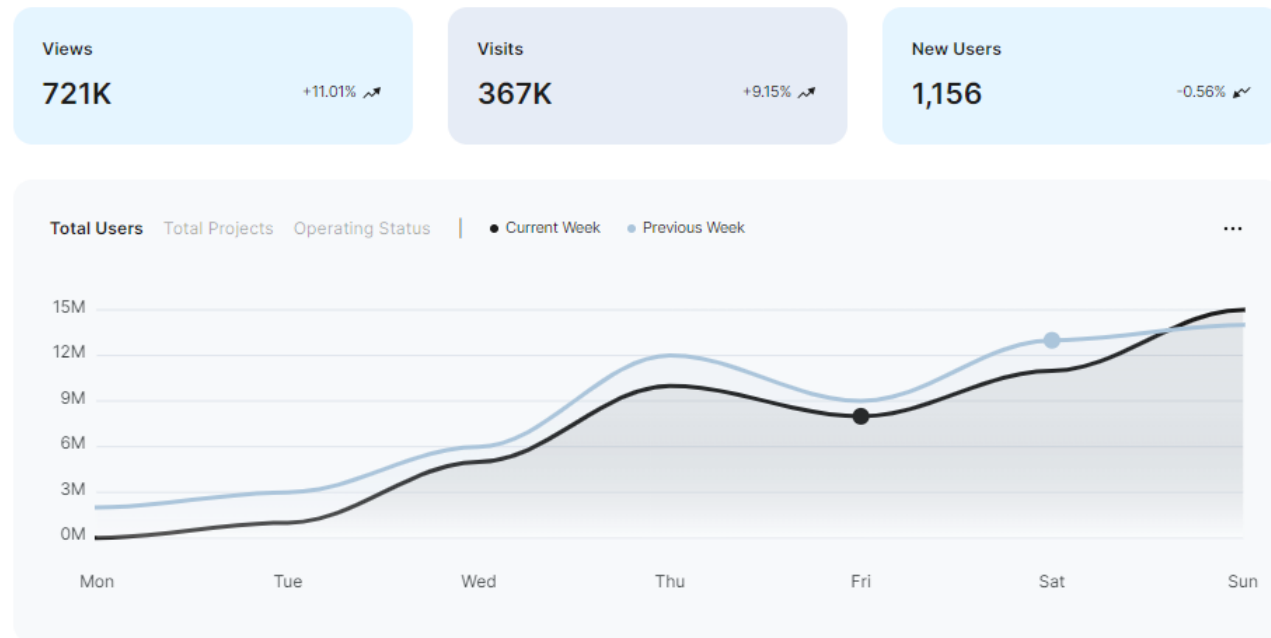 Views
721K +11.01%
Visits
367K +9.15%
New Users
1,156 -0.56%
Total Users Total Projects Operating Status | Current Week Previous Week ...
15M
12M
9M
6M
3M
0M
Mon Tue Wed Thu Fri Sat Sun